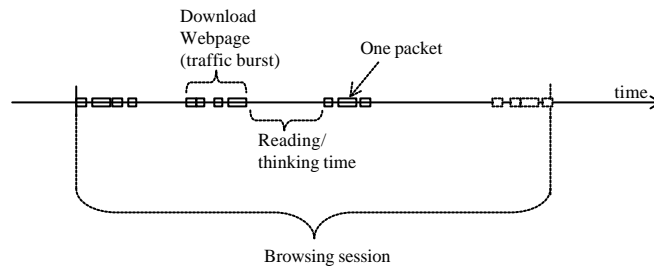 Download
Webpage
(traffic burst)
One packet
time
Reading/
thinking time
Browsing session